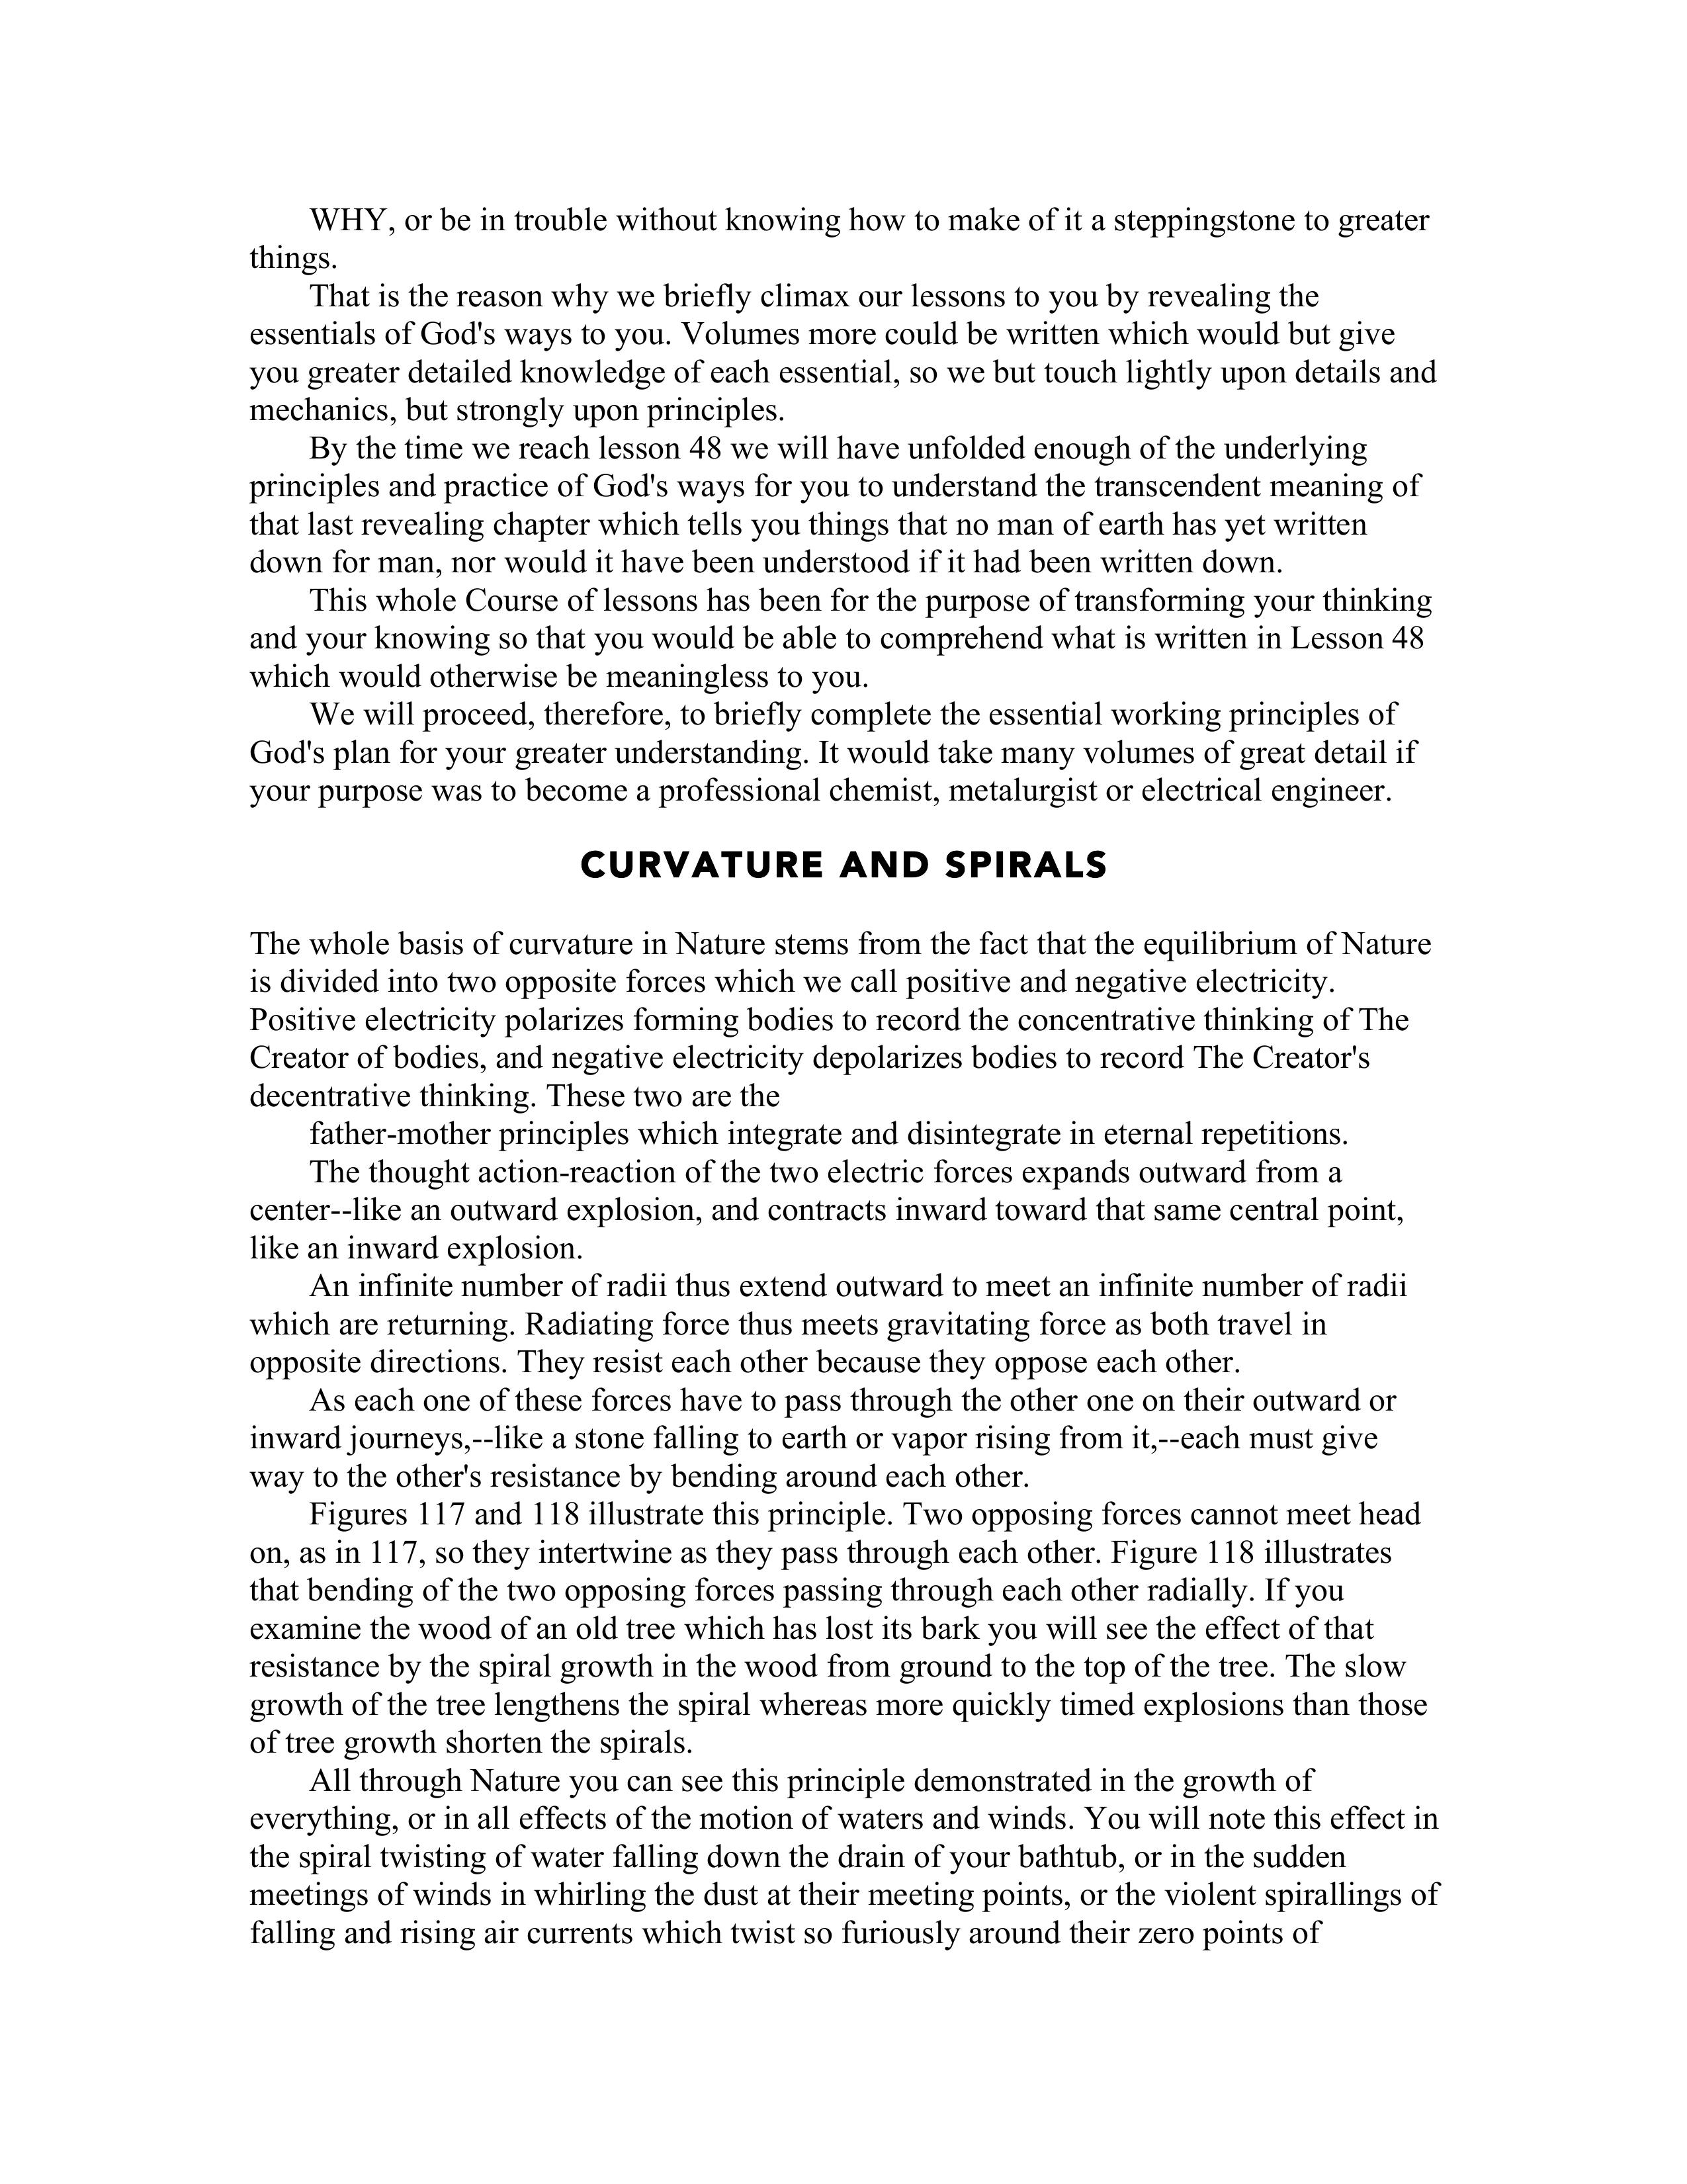 WHY, or be in trouble without knowing how to make of it a steppingstone to greater
things.
That is the reason why we briefly climax our lessons to you by revealing the
essentials of God's ways to you. Volumes more could be written which would but give
you greater detailed knowledge of each essential, so we but touch lightly upon details and
mechanics, but strongly upon principles.
By the time we reach lesson 48 we will have unfolded enough of the underlying
principles and practice of God's ways for you to understand the transcendent meaning of
that last revealing chapter which tells you things that no man of earth has yet written
down for man, nor would it have been understood if it had been written down.
This whole Course of lessons has been for the purpose of transforming your thinking
and your knowing so that you would be able to comprehend what is written in Lesson 48
which would otherwise be meaningless to you.
We will proceed, therefore, to briefly complete the essential working principles of
God's plan for your greater understanding. It would take many volumes of great detail if
your purpose was to become a professional chemist, metalurgist or electrical engineer.
CURVATURE AND SPIRALS
The whole basis of curvature in Nature stems from the fact that the equilibrium of Nature
is divided into two opposite forces which we call positive and negative electricity.
Positive electricity polarizes forming bodies to record the concentrative thinking of The
Creator of bodies, and negative electricity depolarizes bodies to record The Creator's
decentrative thinking. These two are the
father-mother principles which integrate and disintegrate in eternal repetitions.
The thought action-reaction of the two electric forces expands outward from a
center--like an outward explosion, and contracts inward toward that same central point,
like an inward explosion.
An infinite number of radii thus extend outward to meet an infinite number of radii
which are returning. Radiating force thus meets gravitating force as both travel in
opposite directions. They resist each other because they oppose each other.
As each one of these forces have to pass through the other one on their outward or
inward journeys,--like a stone falling to earth or vapor rising from it,--each must give
way to the other's resistance by bending around each other.
Figures 117 and 118 illustrate this principle. Two opposing forces cannot meet head
on, as in 117, so they intertwine as they pass through each other. Figure 118 illustrates
that bending of the two opposing forces passing through each other radially. If you
examine the wood of an old tree which has lost its bark you will see the effect of that
resistance by the spiral growth in the wood from ground to the top of the tree. The slow
growth of the tree lengthens the spiral whereas more quickly timed explosions than those
of tree growth shorten the spirals.
All through Nature you can see this principle demonstrated in the growth of
everything, or in all effects of the motion of waters and winds. You will note this effect in
the spiral twisting of water falling down the drain of your bathtub, or in the sudden
meetings of winds in whirling the dust at their meeting points, or the violent spirallings of
falling and rising air currents which twist so furiously around their zero points of